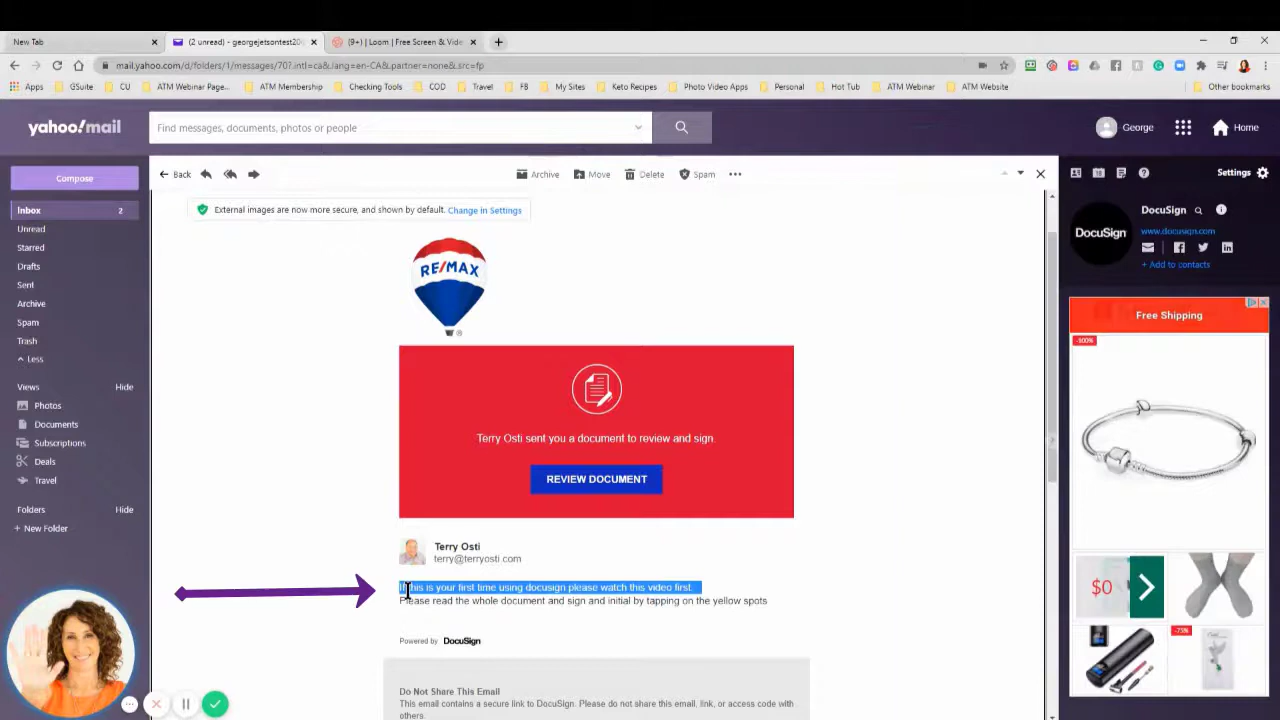 New Tab
(2 unread) - georgejetsontest20
(9+) | Loom | Free Screen & Vide
mail.yahoo.com/d/folders/1/messages/70?.intl=ca&.lang=en-CA&.partner=none&.src=fp
Apps
GSuite
CU
ATM Webinar Page...
ATM Membership
Checking Tools
COD
Travel
FB
My Sites
Keto Recipes
Photo Video Apps
Personal
Hot Tub
ATM Webinar
ATM Website
Other bookmarks
yahoo!mail
Find messages, documents, photos or people
George
Home
Compose
Back
Archive
Move
Delete
Spam
Settings
Inbox 2
Unread
Starred
Drafts
Sent
Archive
Spam
Trash
Less
Views Hide
Photos
Documents
Subscriptions
Deals
Travel
Folders Hide
+ New Folder
External images are now more secure, and shown by default. Change in Settings
RE/MAX
®
Terry Osti sent you a document to review and sign.
REVIEW DOCUMENT
Terry Osti
terry@terryosti.com
If this is your first time using docusign please watch this video first.
Please read the whole document and sign and initial by tapping on the yellow spots
Powered by DocuSign
Do Not Share This Email
This email contains a secure link to DocuSign. Please do not share this email, link, or access code with
others.
DocuSign
DocuSign
www.docusign.com
+ Add to contacts
Free Shipping
-100%
$0
-75%